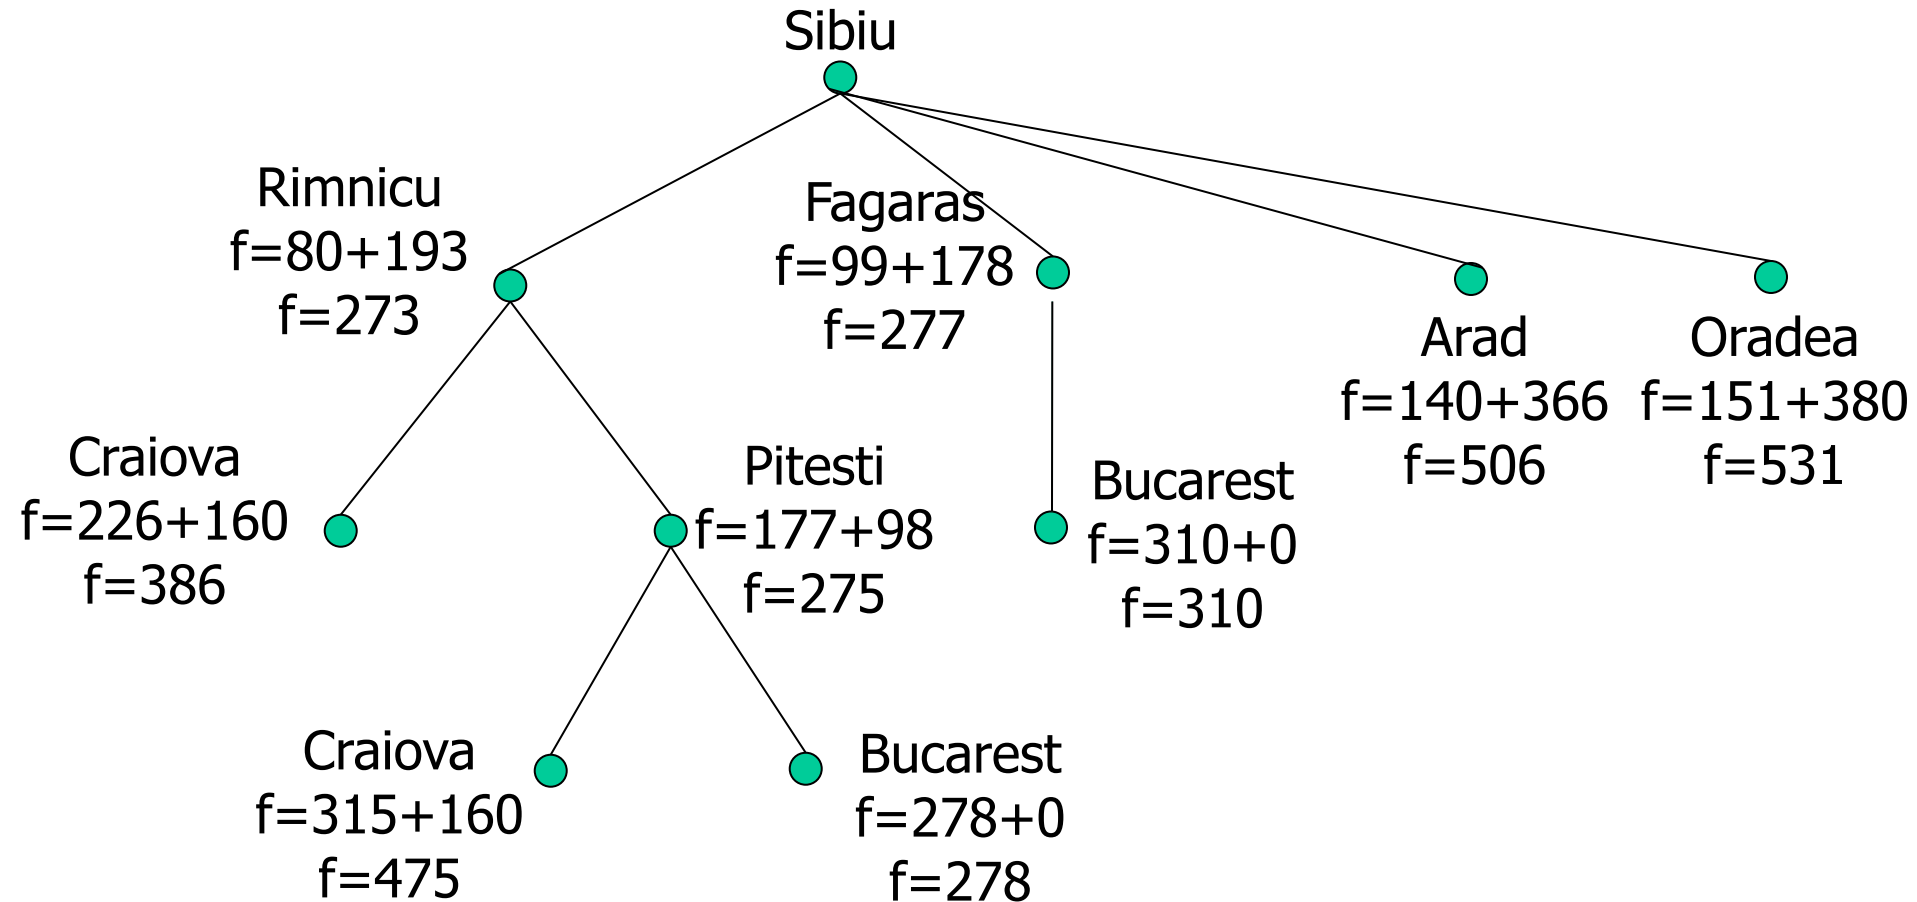 Sibiu
Rimnicu
f=80+193
f=273
Fagaras
f=99+178
f=277
Arad
f=140+366
f=506
Oradea
f=151+380
f=531
Craiova
f=226+160
f=386
Pitesti
f=177+98
f=275
Bucarest
f=310+0
f=310
Craiova
f=315+160
f=475
Bucarest
f=278+0
f=278